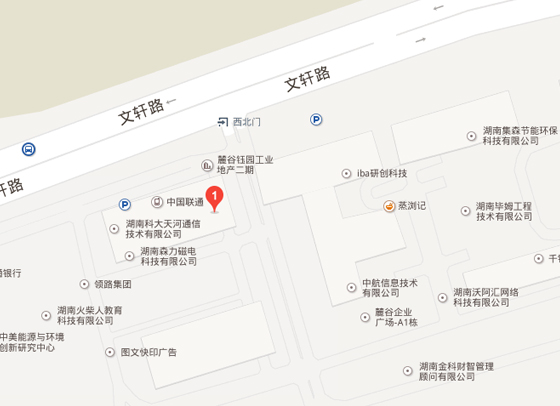 文轩路
文轩路
轩路
西北门
P
湖南集森节能环保
科技有限公司
麓谷钰园工业
地产二期
iba研创科技
P
中国联通
1
蒸浏记
湖南毕姆工程
技术有限公司
湖南科大天河通信
技术有限公司
湖南森力磁电
科技有限公司
银行
领路集团
中航信息技术
有限公司
湖南沃阿汇网络
科技有限公司
千
湖南火柴人教育
科技有限公司
麓谷企业
广场-A1栋
中美能源与环境
创新研究中心
图文快印广告
湖南金科财智管理
顾问有限公司